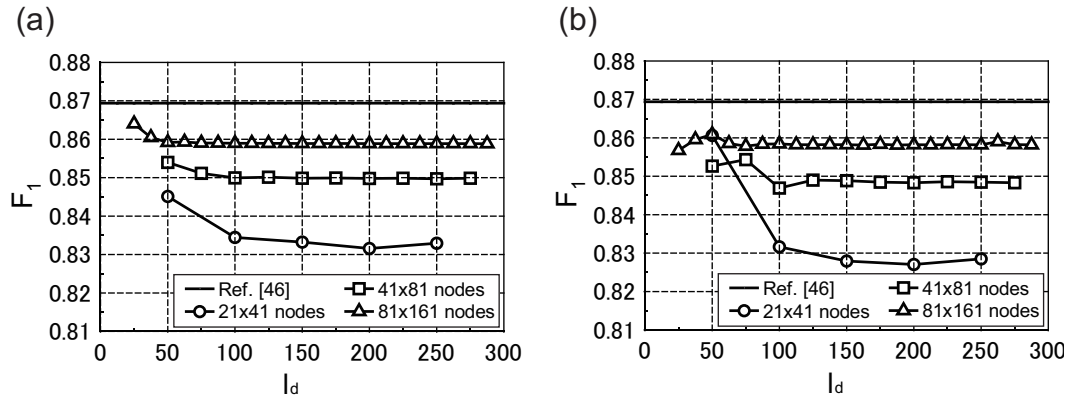 (a)
0.88
0.87
0.86
0.85
0.84
0.83
0.82
0.81
F1
Ref. [46]
41x81 nodes
21x41 nodes
81x161 nodes
0 50 100 150 200 250 300
Id
(b)
0.88
0.87
0.86
0.85
0.84
0.83
0.82
0.81
F1
Ref. [46]
41x81 nodes
21x41 nodes
81x161 nodes
0 50 100 150 200 250 300
Id